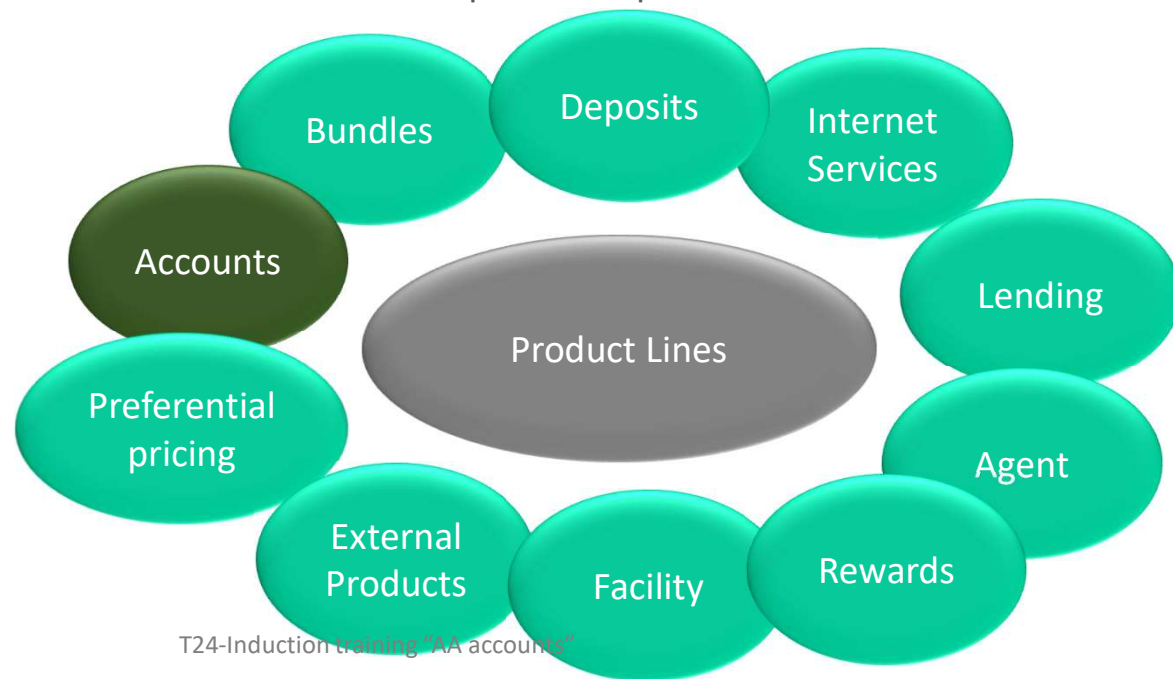 Deposits
Bundles
Internet
Services
Accounts
Lending
Product Lines
Preferential
pricing
Agent
External
Products
Rewards
Facility
T24-Induction training "AA accounts"